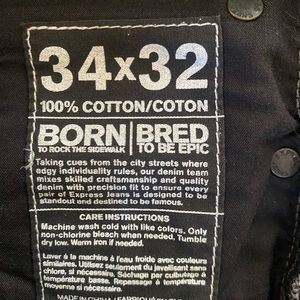 34x32
100% COTTON/COTON
BORN | BRED
TO ROCK THE SIDEWALK | TO BE EPIC
Taking cues from the city streets where
edgy individuality rules, our denim team
mixes skilled craftsmanship and quality
denim with precision fit to ensure every
pair of Express Jeans is designed to be
standout and destined to be famous.
CARE INSTRUCTIONS
Machine wash cold with like colors. Only
non-chlorine bleach when needed. Tumble
dry low. Warm iron if needed.
Laver à la machine à l'eau froide avec couleurs
similaires. Utilisez seulement du javellisant sans
chlore, si nécessaire. Séchage par culbutage à
température basse. Repassage à température
moyenne si nécessaire.
MADE IN CHINA / FABRIQUÉ EN